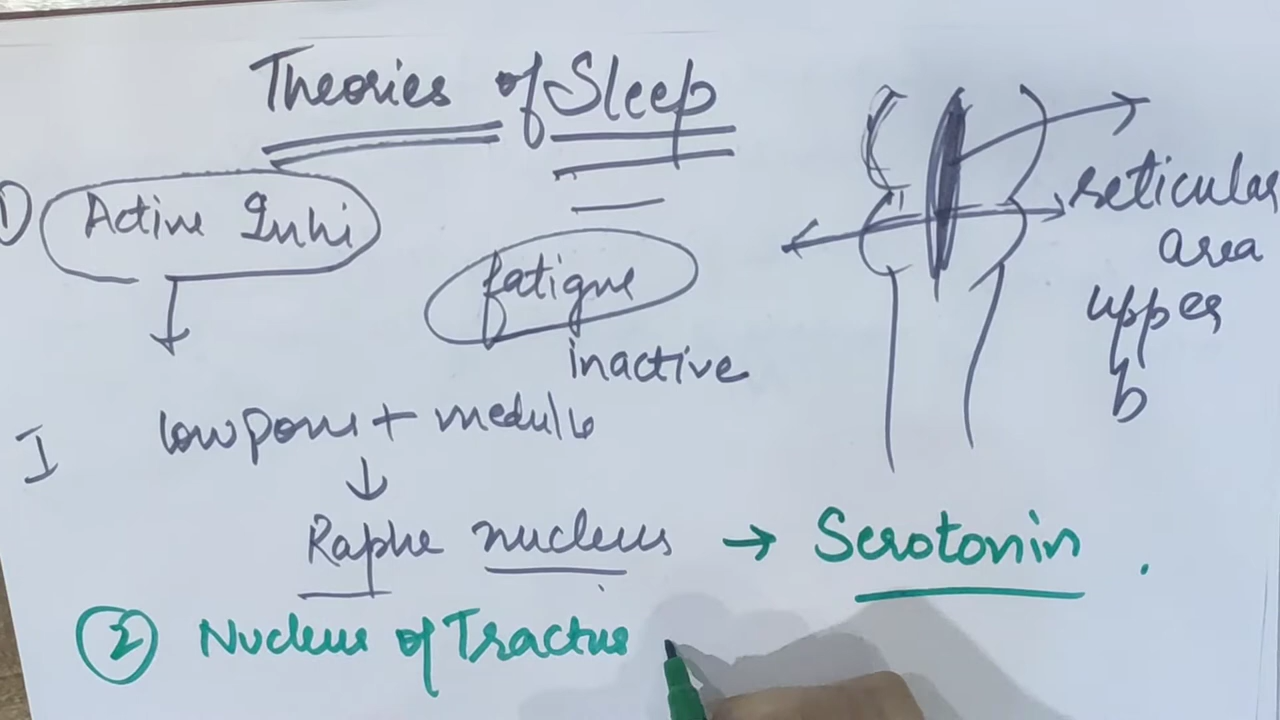 Theories of Sleep
1) Active Inhi
fatigue
inactive
reticular
area
upper
b
I
low pons + medulla
↓
Raphe nucleus → Serotonin.
② Nucleus of Tractus